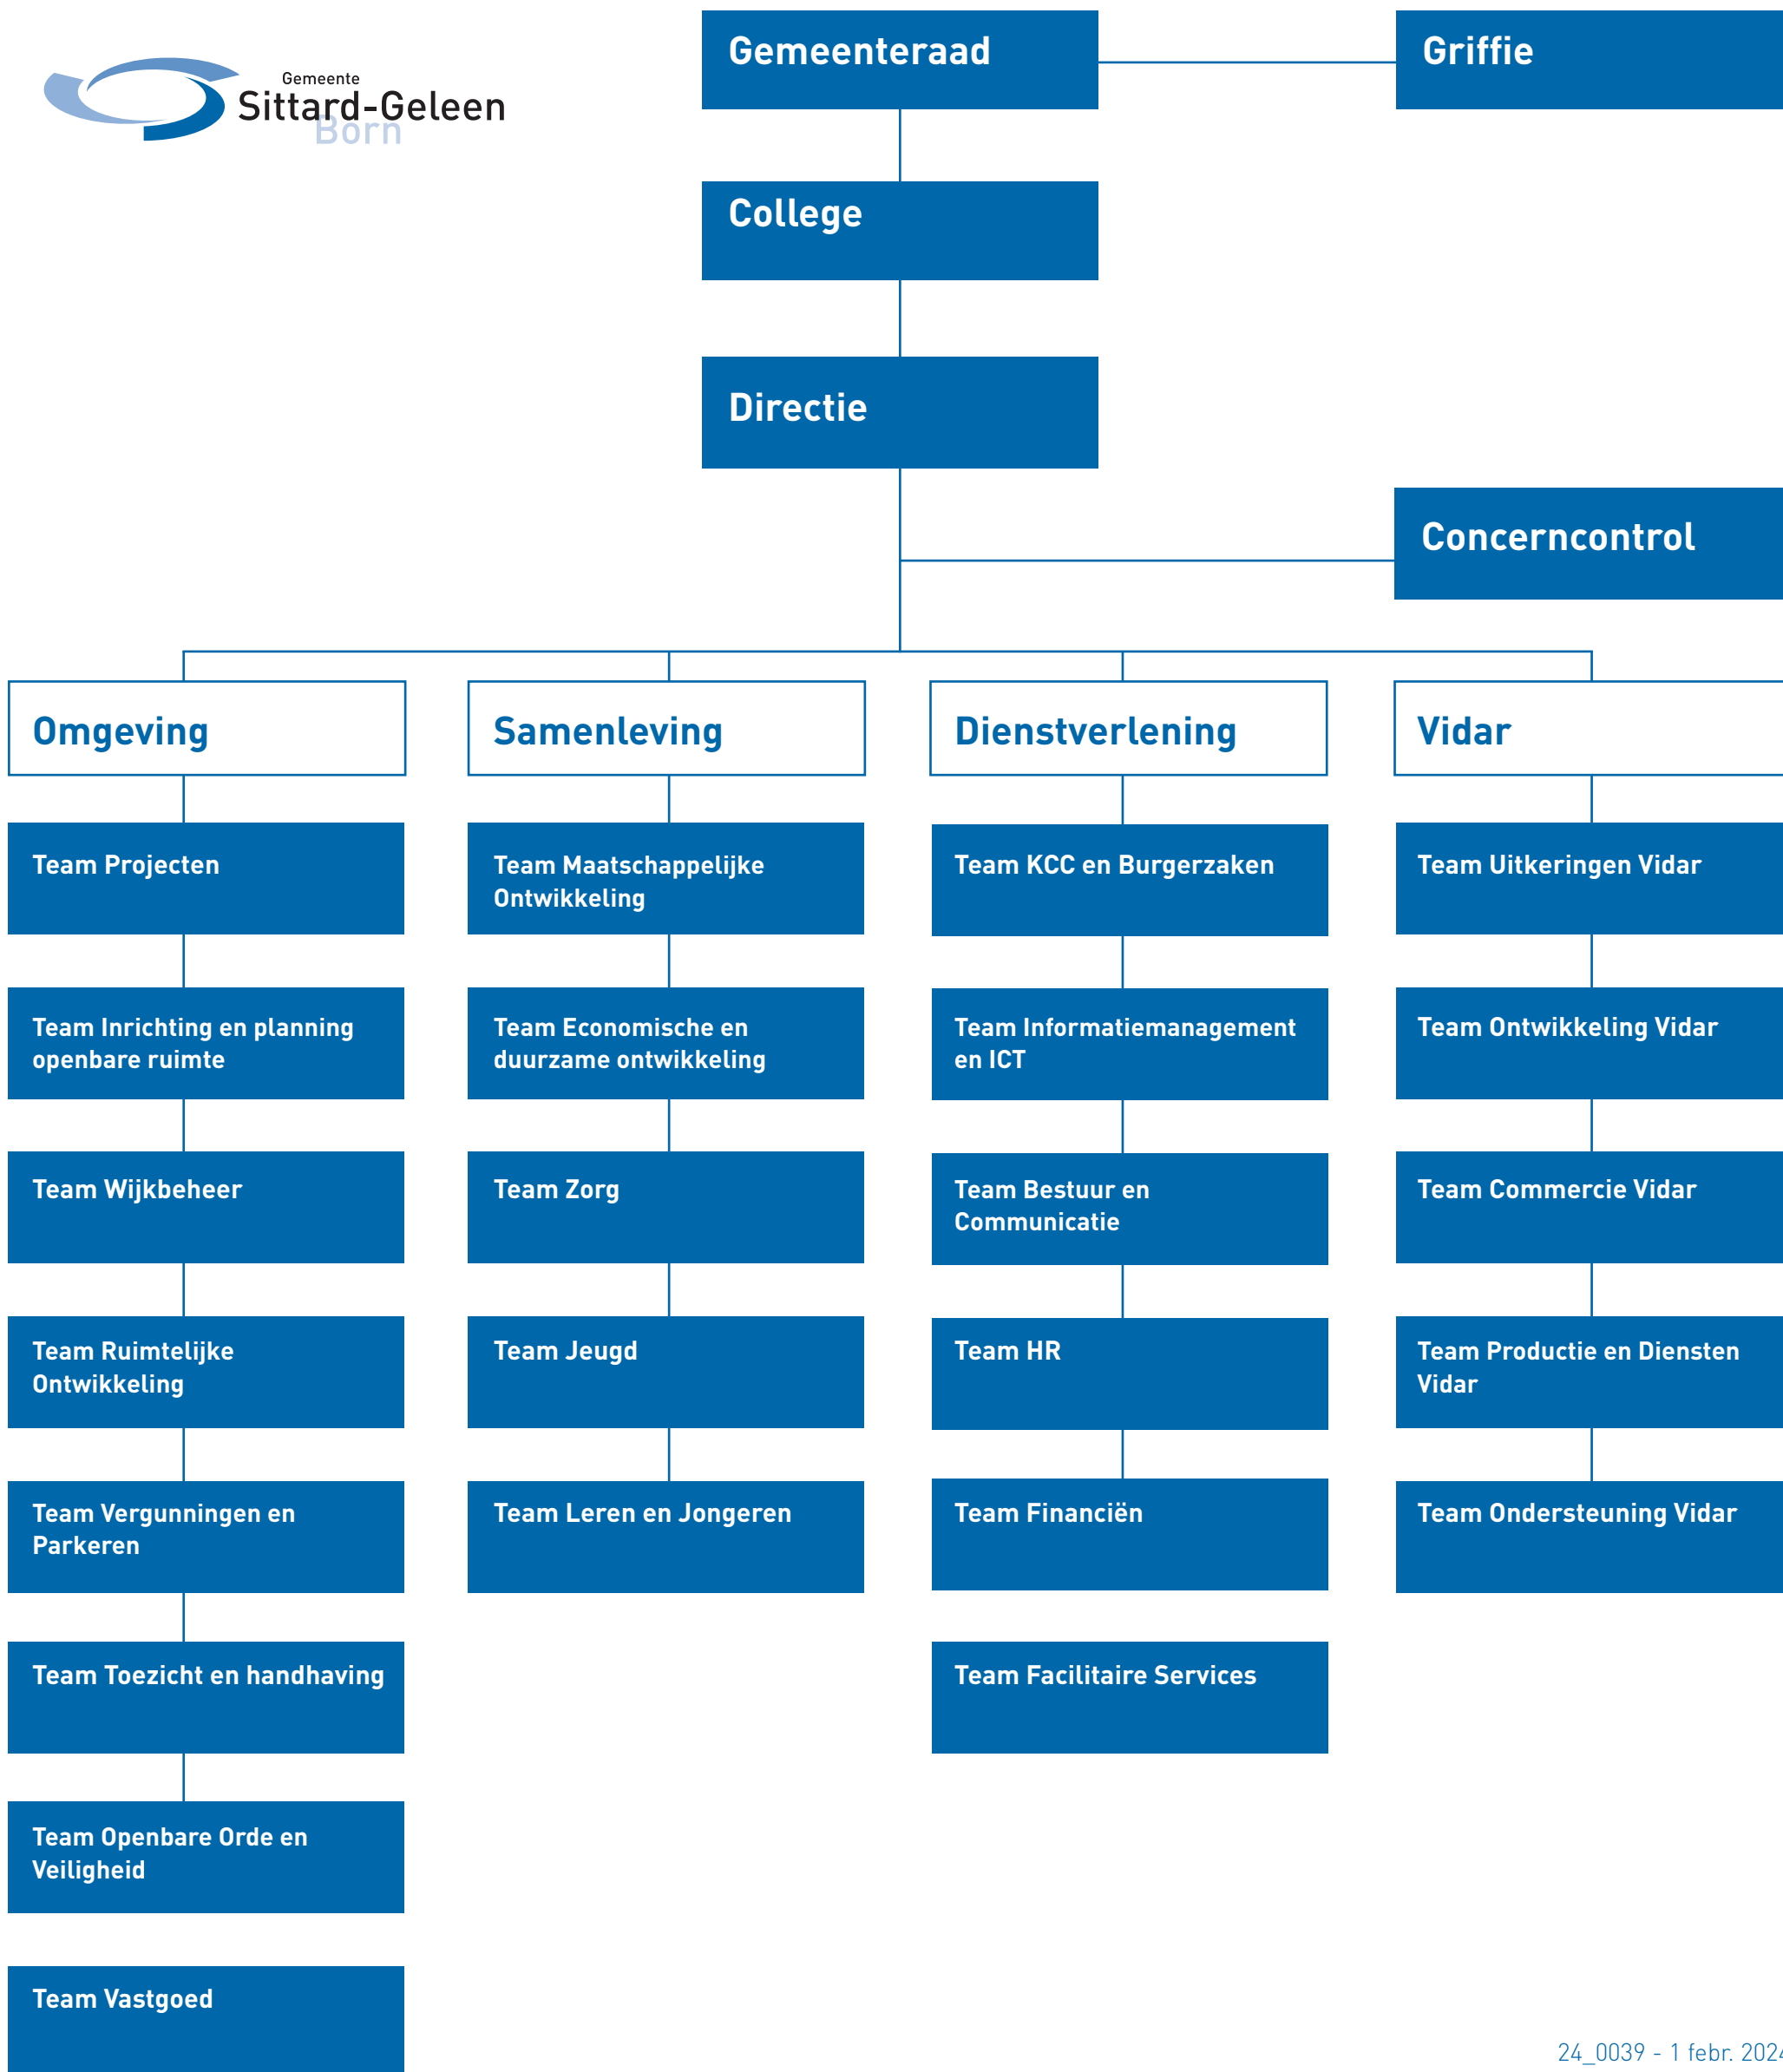 Gemeente
Sittard-Geleen
Born
Gemeenteraad
Griffie
College
Directie
Concerncontrol
Omgeving
Team Projecten
Team Inrichting en planning
openbare ruimte
Team Wijkbeheer
Team Ruimtelijke
Ontwikkeling
Team Vergunningen en
Parkeren
Team Toezicht en handhaving
Team Openbare Orde en
Veiligheid
Team Vastgoed
Samenleving
Team Maatschappelijke
Ontwikkeling
Team Economische en
duurzame ontwikkeling
Team Zorg
Team Jeugd
Team Leren en Jongeren
Dienstverlening
Team KCC en Burgerzaken
Team Informatiemanagement
en ICT
Team Bestuur en
Communicatie
Team HR
Team Financiën
Team Facilitaire Services
Vidar
Team Uitkeringen Vidar
Team Ontwikkeling Vidar
Team Commercie Vidar
Team Productie en Diensten
Vidar
Team Ondersteuning Vidar
24_0039 - 1 febr. 2024